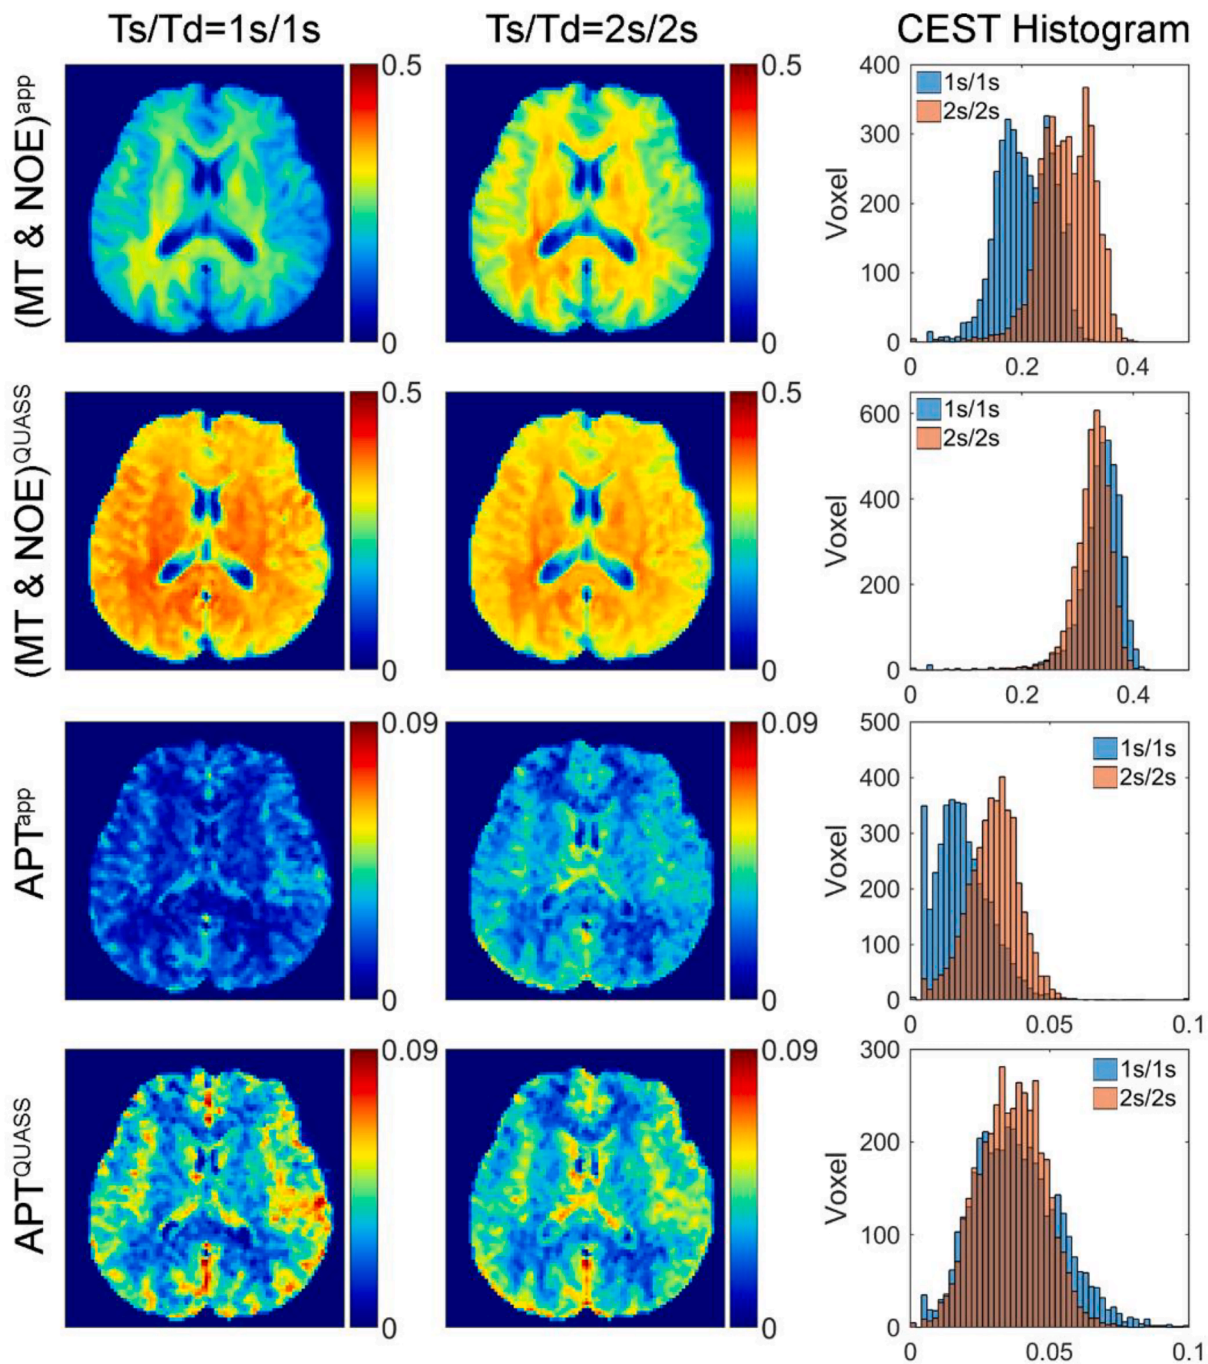 Ts/Td=1s/1s Ts/Td=2s/2s CEST Histogram
(MT & NOE)app
0.5
0
0.5
0
Voxel
400
300
200
100
0
1s/1s
2s/2s
0 0.2 0.4
(MT & NOE)QUASS
0.5
0
0.5
0
Voxel
600
400
200
0
1s/1s
2s/2s
0 0.2 0.4
APTapp
0.09
0
0.09
0
Voxel
500
400
300
200
100
0
1s/1s
2s/2s
0 0.05 0.1
APTQUASS
0.09
0
0.09
0
Voxel
300
200
100
0
1s/1s
2s/2s
0 0.05 0.1